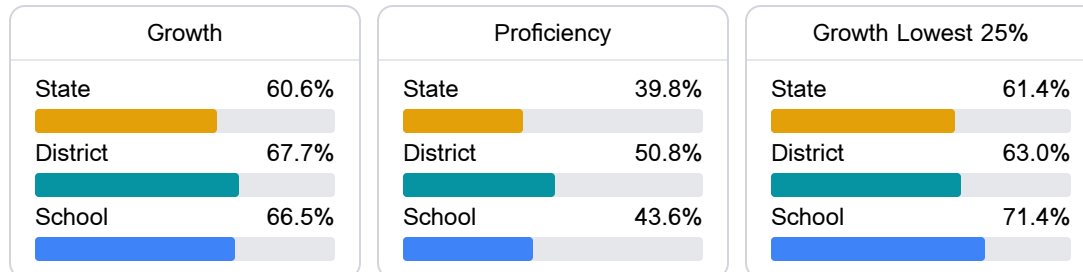 Growth
State 60.6%
District 67.7%
School 66.5%
Proficiency
State 39.8%
District 50.8%
School 43.6%
Growth Lowest 25%
State 61.4%
District 63.0%
School 71.4%